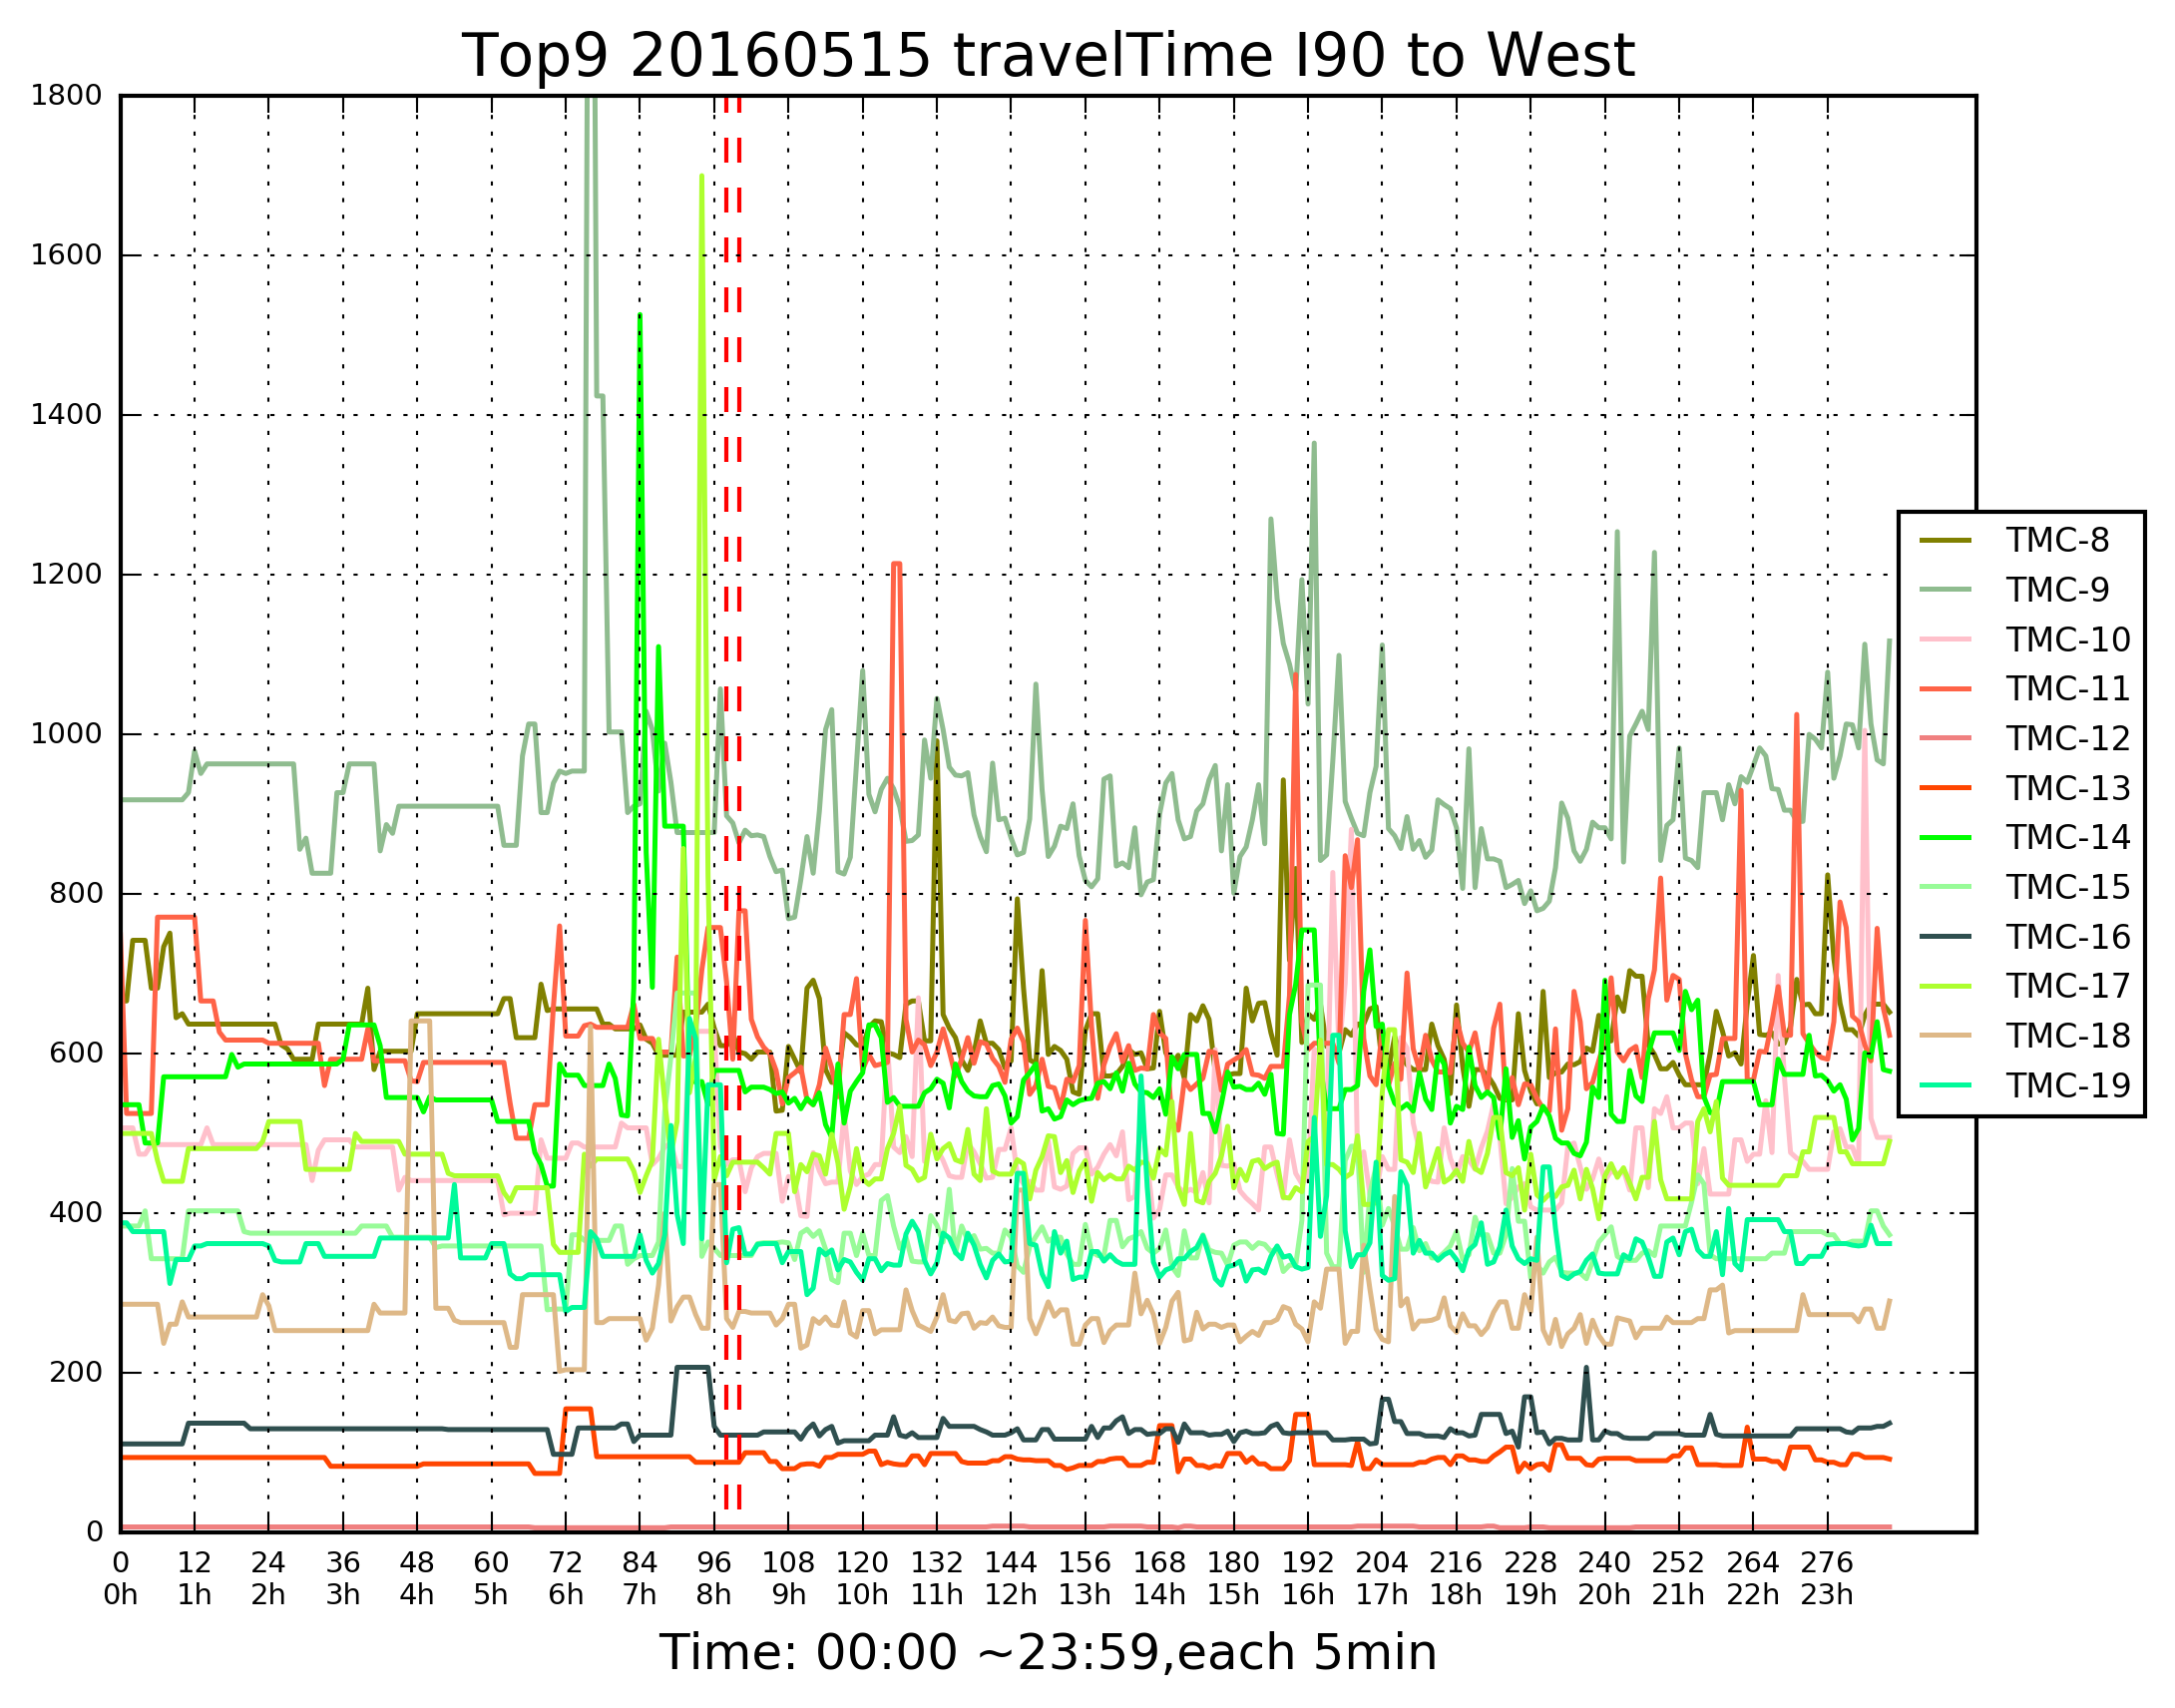 Top9 20160515 travelTime I90 to West
1800
1600
1400
1200
1000
800
600
400
200
0
TMC-8
TMC-9
TMC-10
TMC-11
TMC-12
TMC-13
TMC-14
TMC-15
TMC-16
TMC-17
TMC-18
TMC-19
0 12 24 36 48 60 72 84 96 108 120 132 144 156 168 180 192 204 216 228 240 252 264 276
0h 1h 2h 3h 4h 5h 6h 7h 8h 9h 10h 11h 12h 13h 14h 15h 16h 17h 18h 19h 20h 21h 22h 23h
Time: 00:00 ~23:59,each 5min